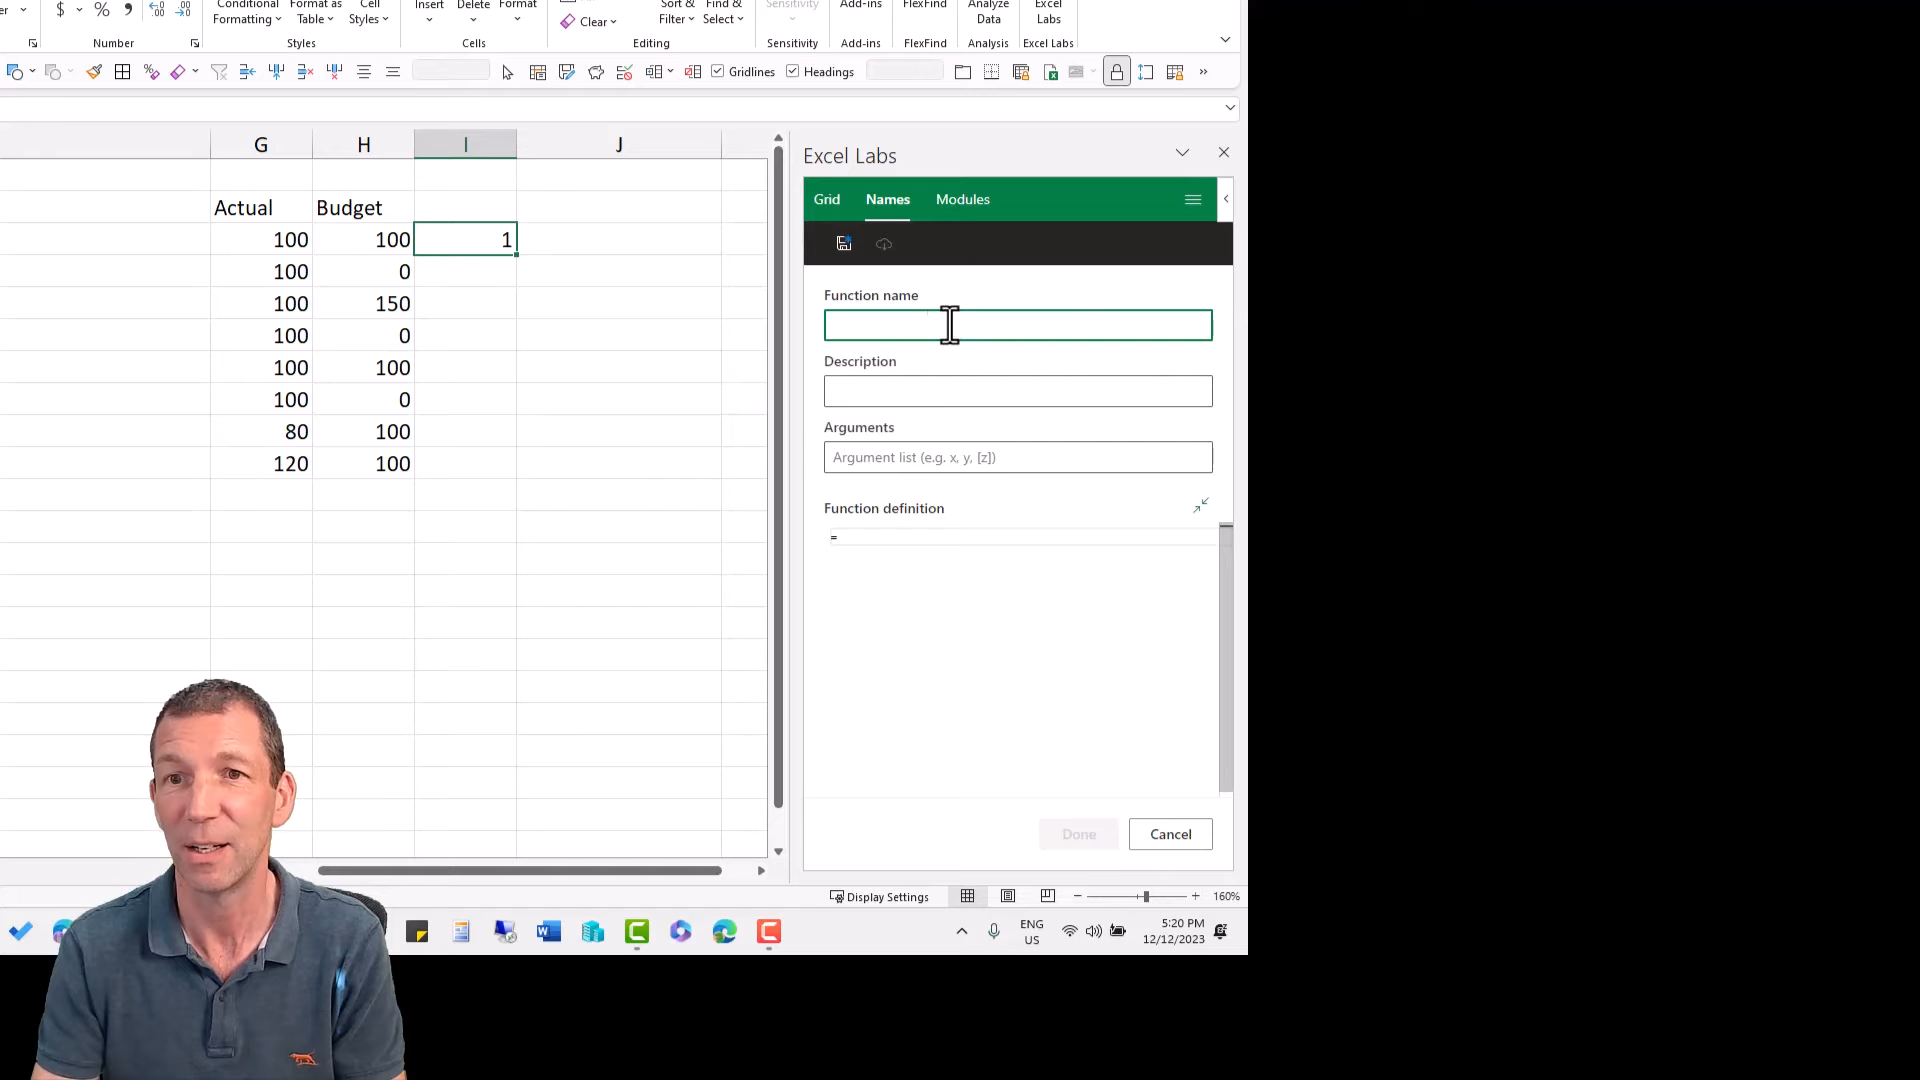 Conditional Format as Cell Insert Delete Format Sort & Find & Sensitivity Add-ins FlexFind Analyze Excel
$ % , Formatting Table Styles Clear Filter Select Data Labs
Number Styles Cells Editing Sensitivity Add-ins FlexFind Analysis Excel Labs
Gridlines Headings
G H I J
Actual Budget
100 100 1
100 0
100 150
100 0
100 100
100 0
80 100
120 100
Excel Labs
Grid Names Modules
Function name
Description
Arguments
Argument list (e.g. x, y, [z])
Function definition
=
Done Cancel
Display Settings 160%
ENG
US
5:20 PM
12/12/2023